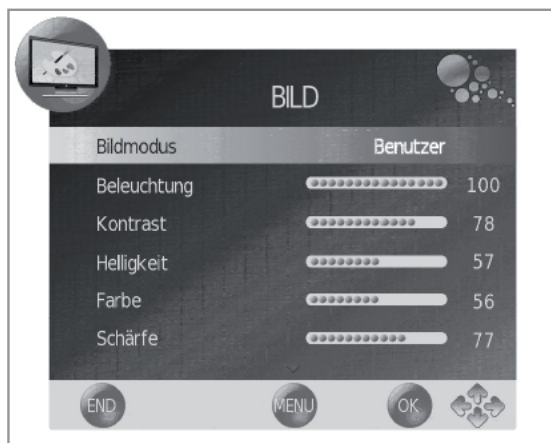 BILD
Bildmodus Benutzer
Beleuchtung 100
Kontrast 78
Helligkeit 57
Farbe 56
Schärfe 77
END MENU OK